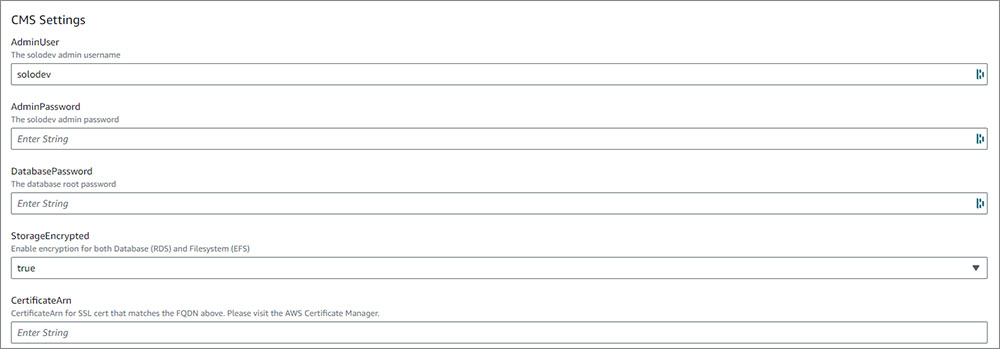 CMS Settings
AdminUser
The solodev admin username
solodev
AdminPassword
The solodev admin password
Enter String
DatabasePassword
The database root password
Enter String
StorageEncrypted
Enable encryption for both Database (RDS) and Filesystem (EFS)
true
CertificateArn
CertificateArn for SSL cert that matches the FQDN above. Please visit the AWS Certificate Manager.
Enter String